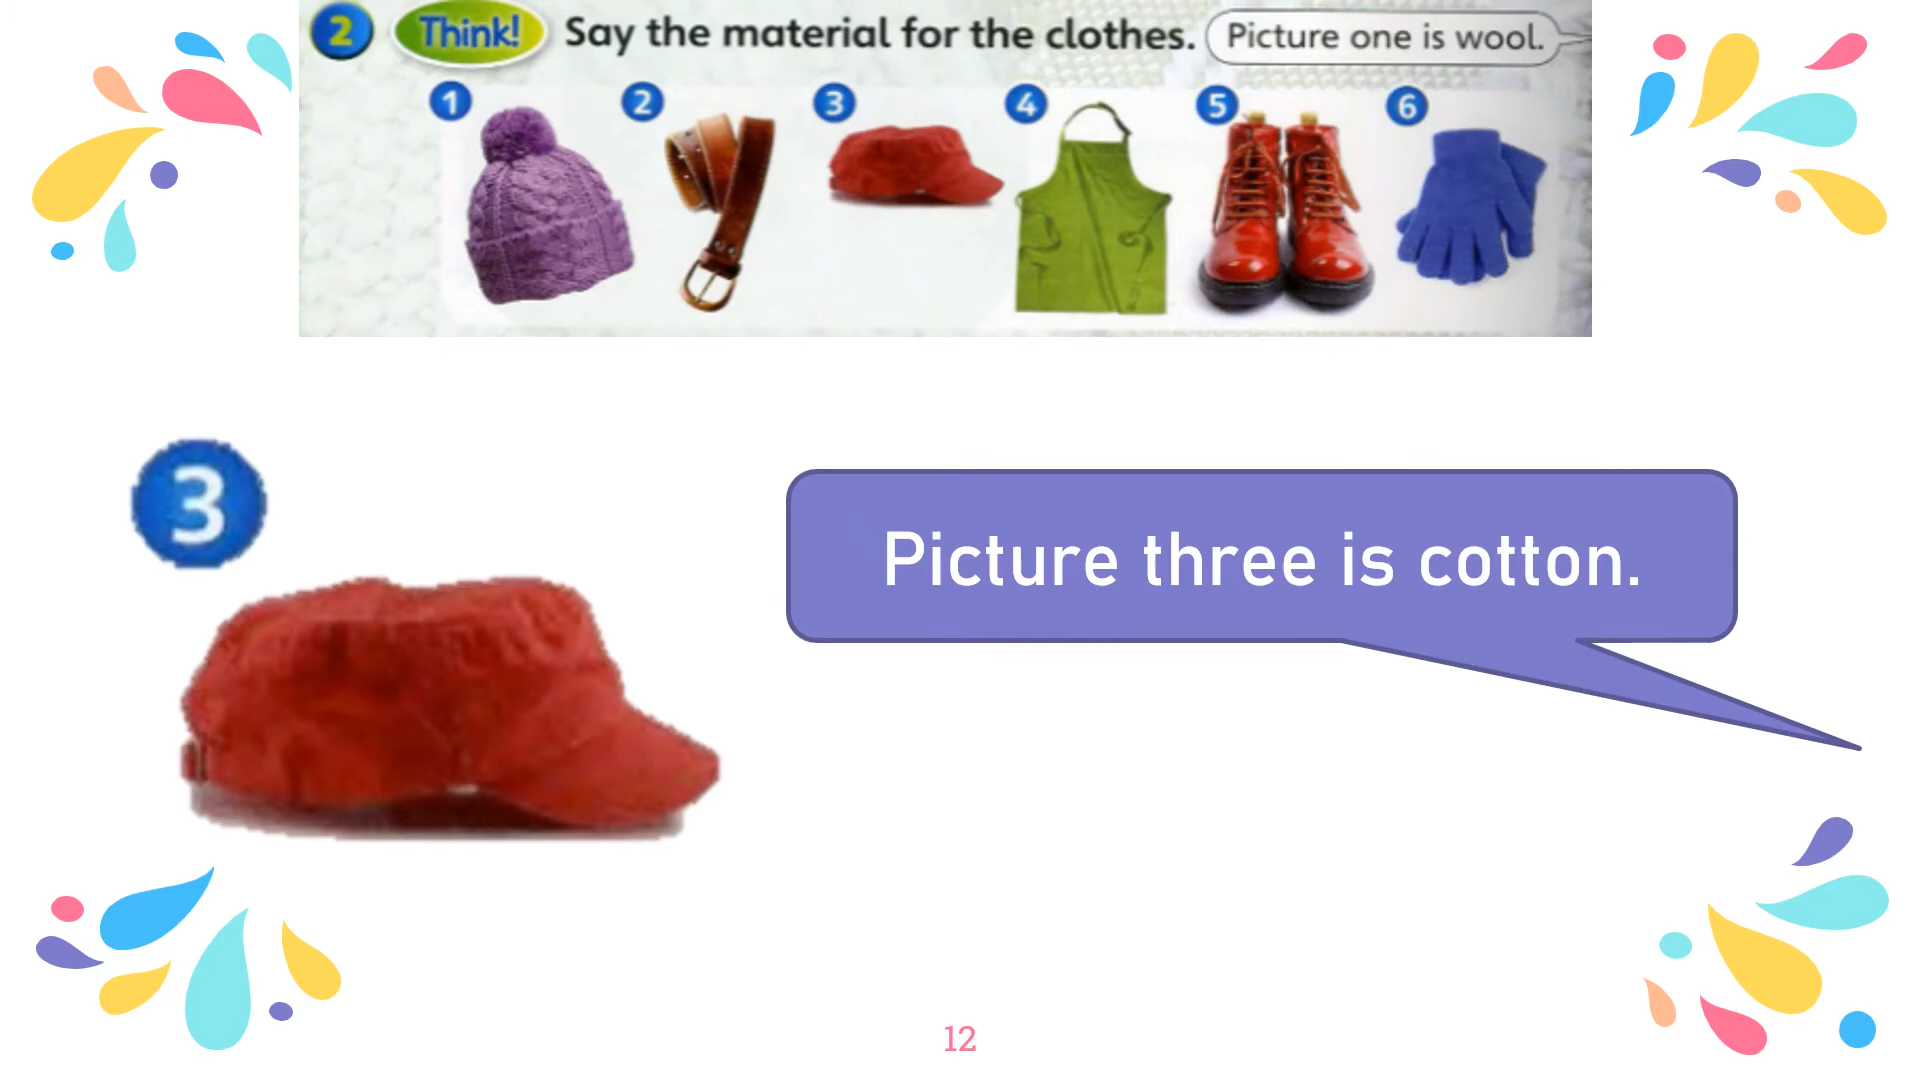 2 Think! Say the material for the clothes. Picture one is wool.
1 2 3 4 5 6
3
Picture three is cotton.
12